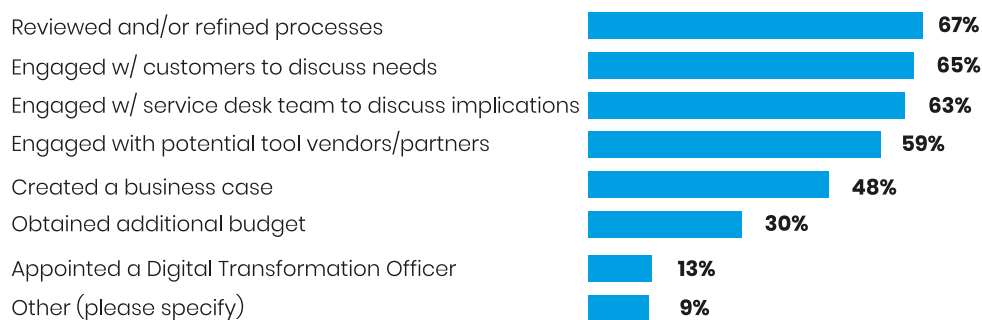 Reviewed and/or refined processes 67%
Engaged w/ customers to discuss needs 65%
Engaged w/ service desk team to discuss implications 63%
Engaged with potential tool vendors/partners 59%
Created a business case 48%
Obtained additional budget 30%
Appointed a Digital Transformation Officer 13%
Other (please specify) 9%